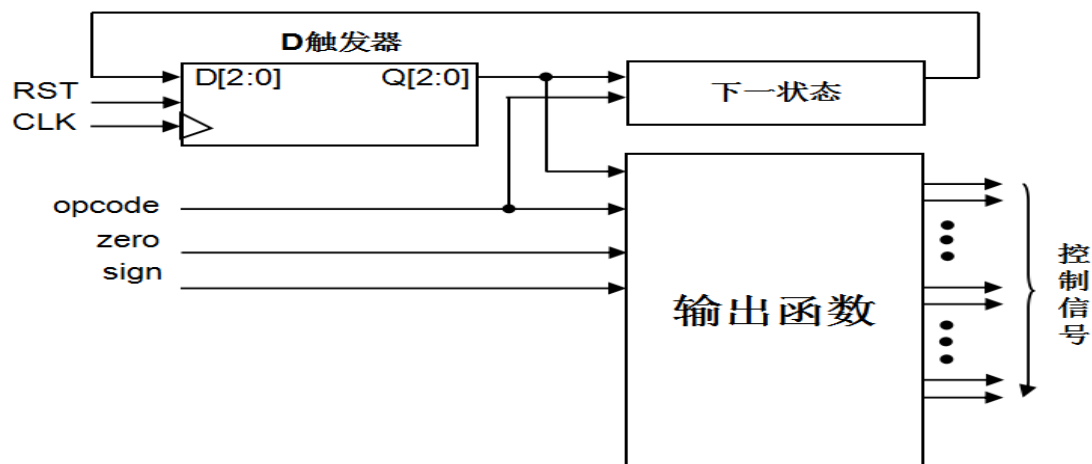 D触发器
D[2:0]
Q[2:0]
RST
CLK
下一状态
opcode
zero
sign
输出函数
控制信号